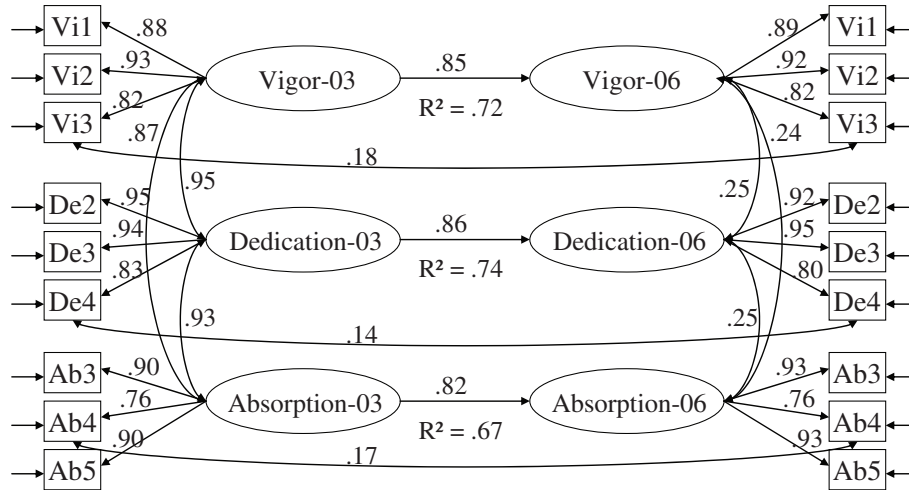 Vi1 .88 .89 Vi1
Vi2 .93 Vigor-03 .85 Vigor-06 .92 Vi2
Vi3 .82 R² = .72 .82 Vi3
.87 .24
.18
.95 .25
De2 .95 .92 De2
De3 .94 Dedication-03 .86 Dedication-06 .95 De3
De4 .83 R² = .74 .80 De4
.93 .25
.14
Ab3 .90 .93 Ab3
Ab4 .76 Absorption-03 .82 Absorption-06 .76 Ab4
Ab5 .90 R² = .67 .93 Ab5
.17